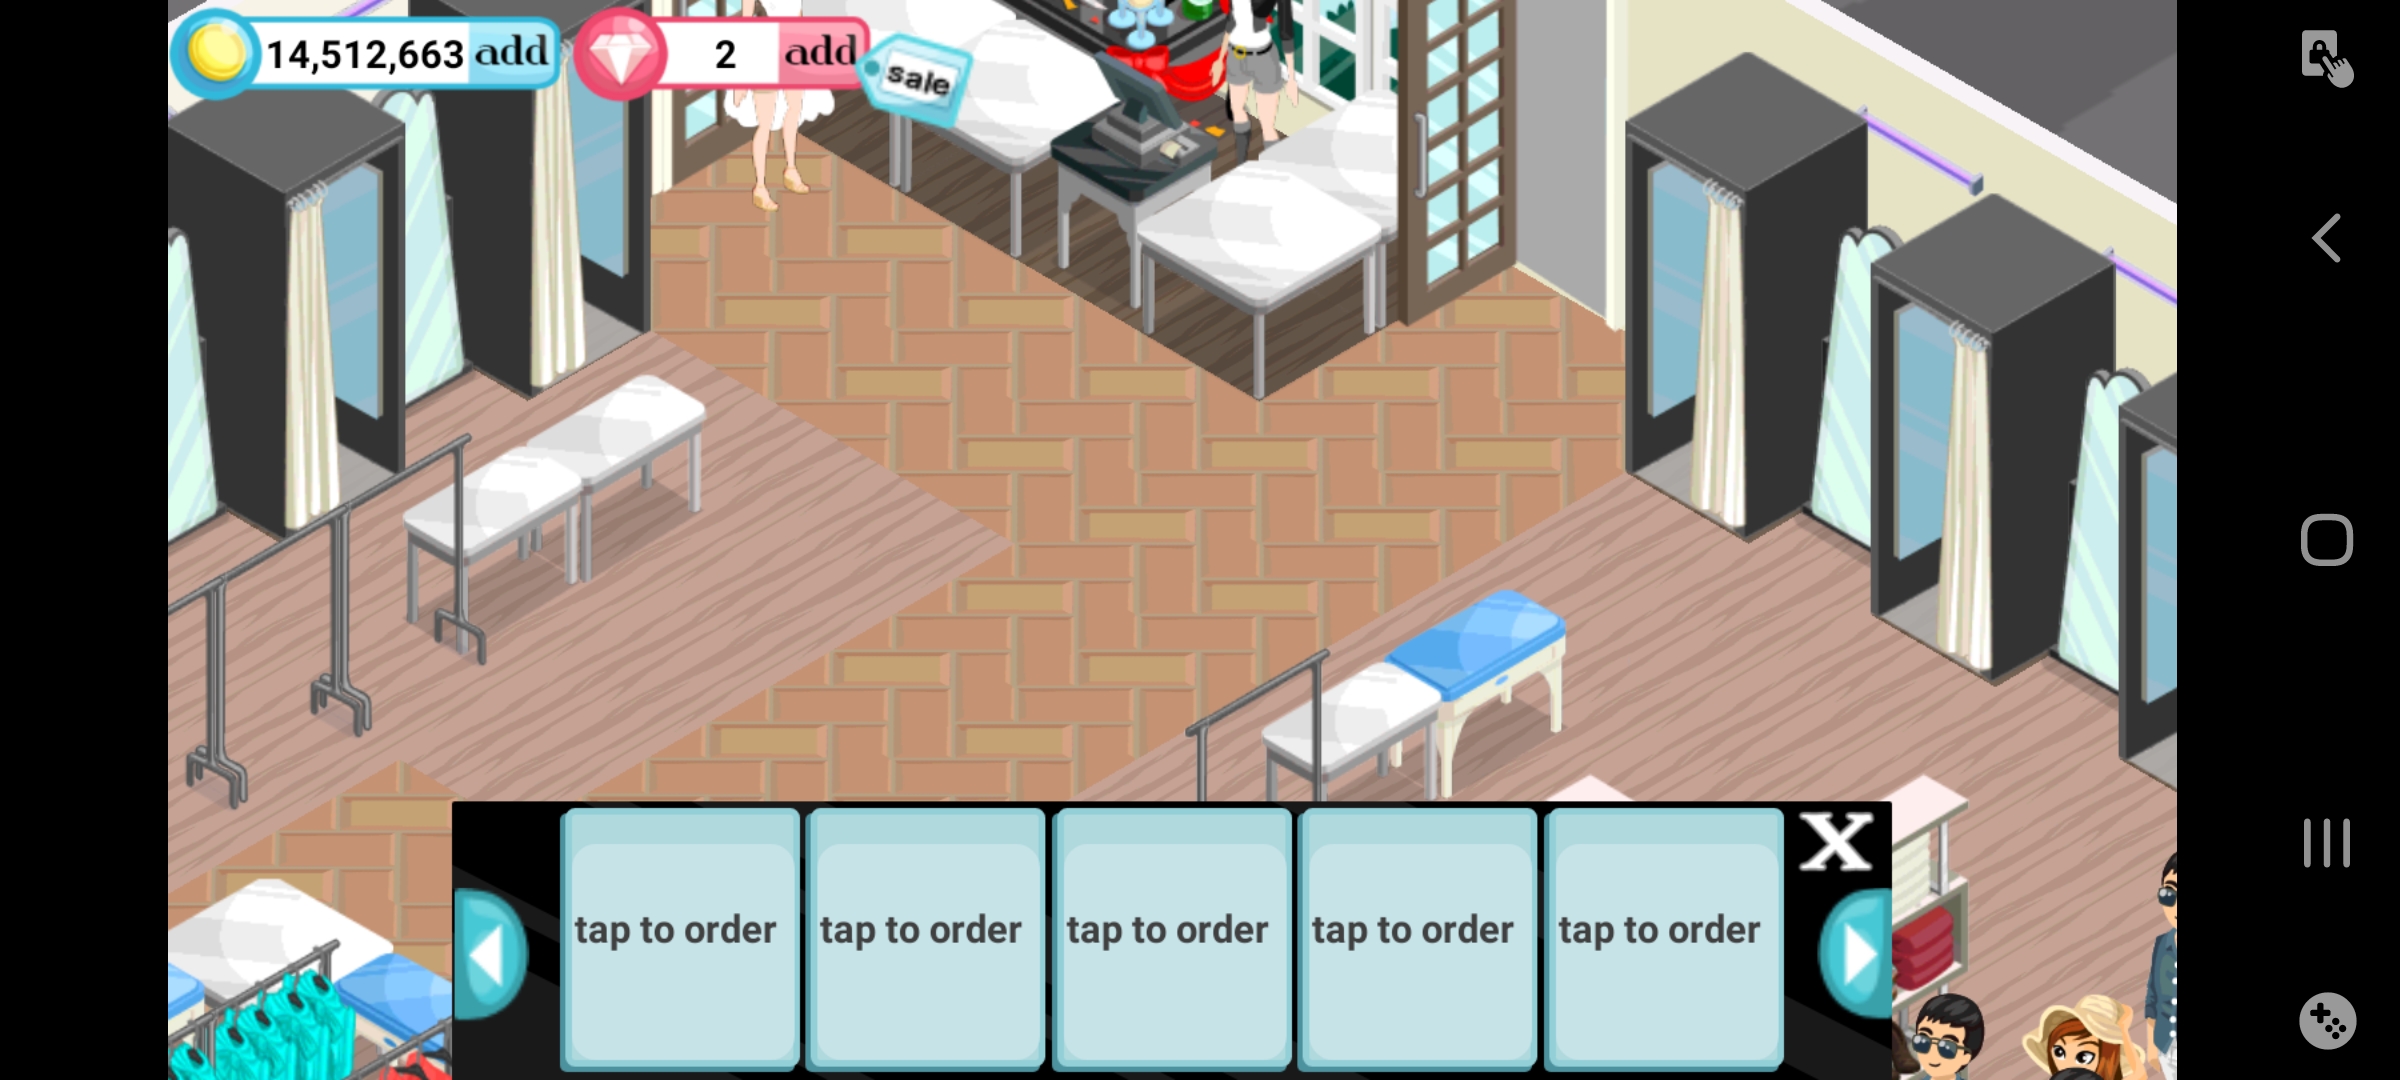 14,512,663 add
2 add
sale
tap to order
tap to order
tap to order
tap to order
tap to order
X